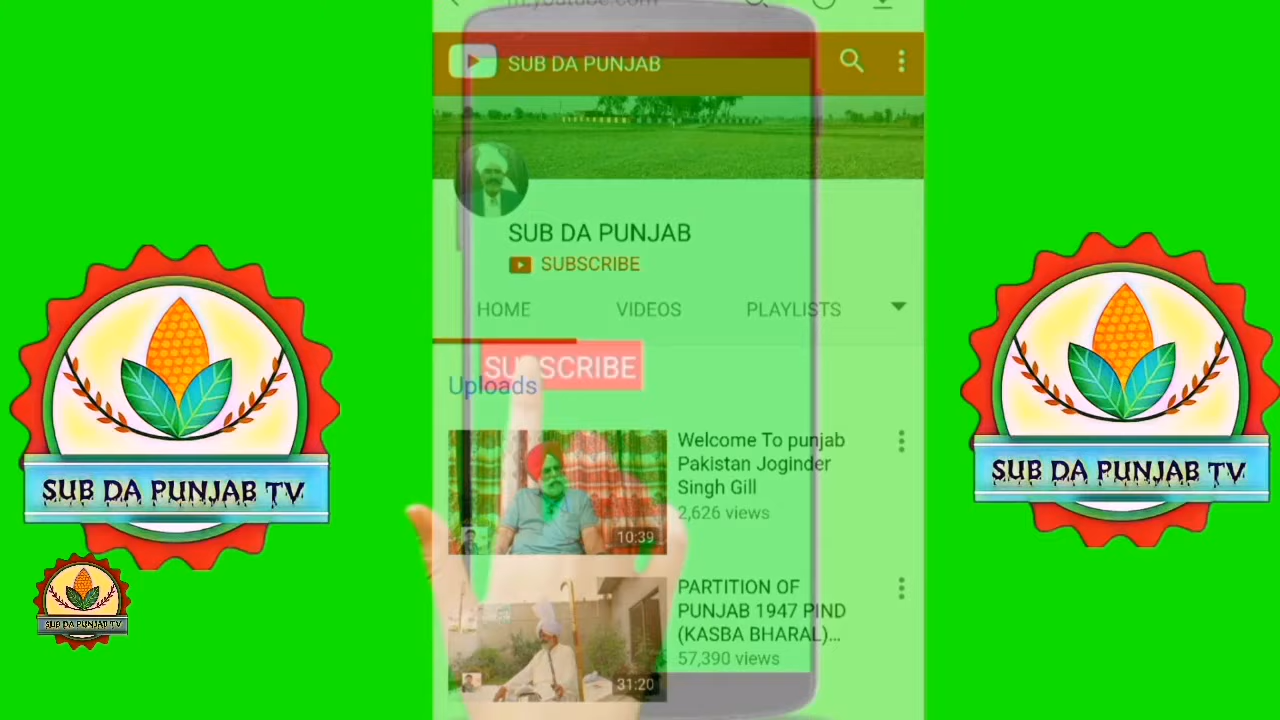 m.youtube.com
SUB DA PUNJAB
SUB DA PUNJAB
SUBSCRIBE
HOME VIDEOS PLAYLISTS
SUBSCRIBE
Uploads
Welcome To punjab
Pakistan Joginder
Singh Gill
2,626 views
10:39
PARTITION OF
PUNJAB 1947 PIND
(KASBA BHARAL)...
57,390 views
31:20
SUB DA PUNJAB TV
SUB DA PUNJAB TV
SUB DA PUNJAB TV